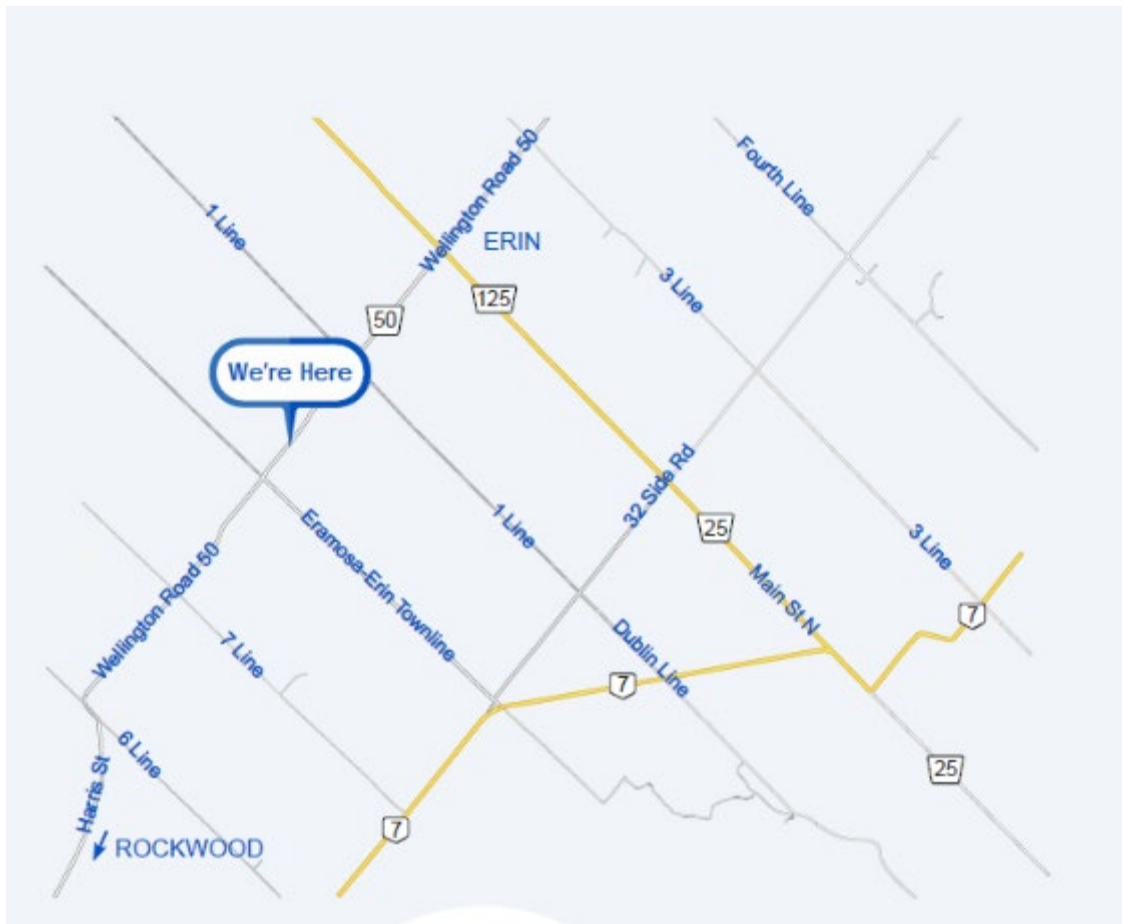 Fourth Line
Wellington Road 50
1 Line
ERIN
3 Line
125
50
We're Here
32 Side Rd
1 Line
25
Eramosa-Erin Townline
3 Line
Main St N
7
Wellington Road 50
7 Line
Dublin Line
7
6 Line
25
Harris St
7
ROCKWOOD